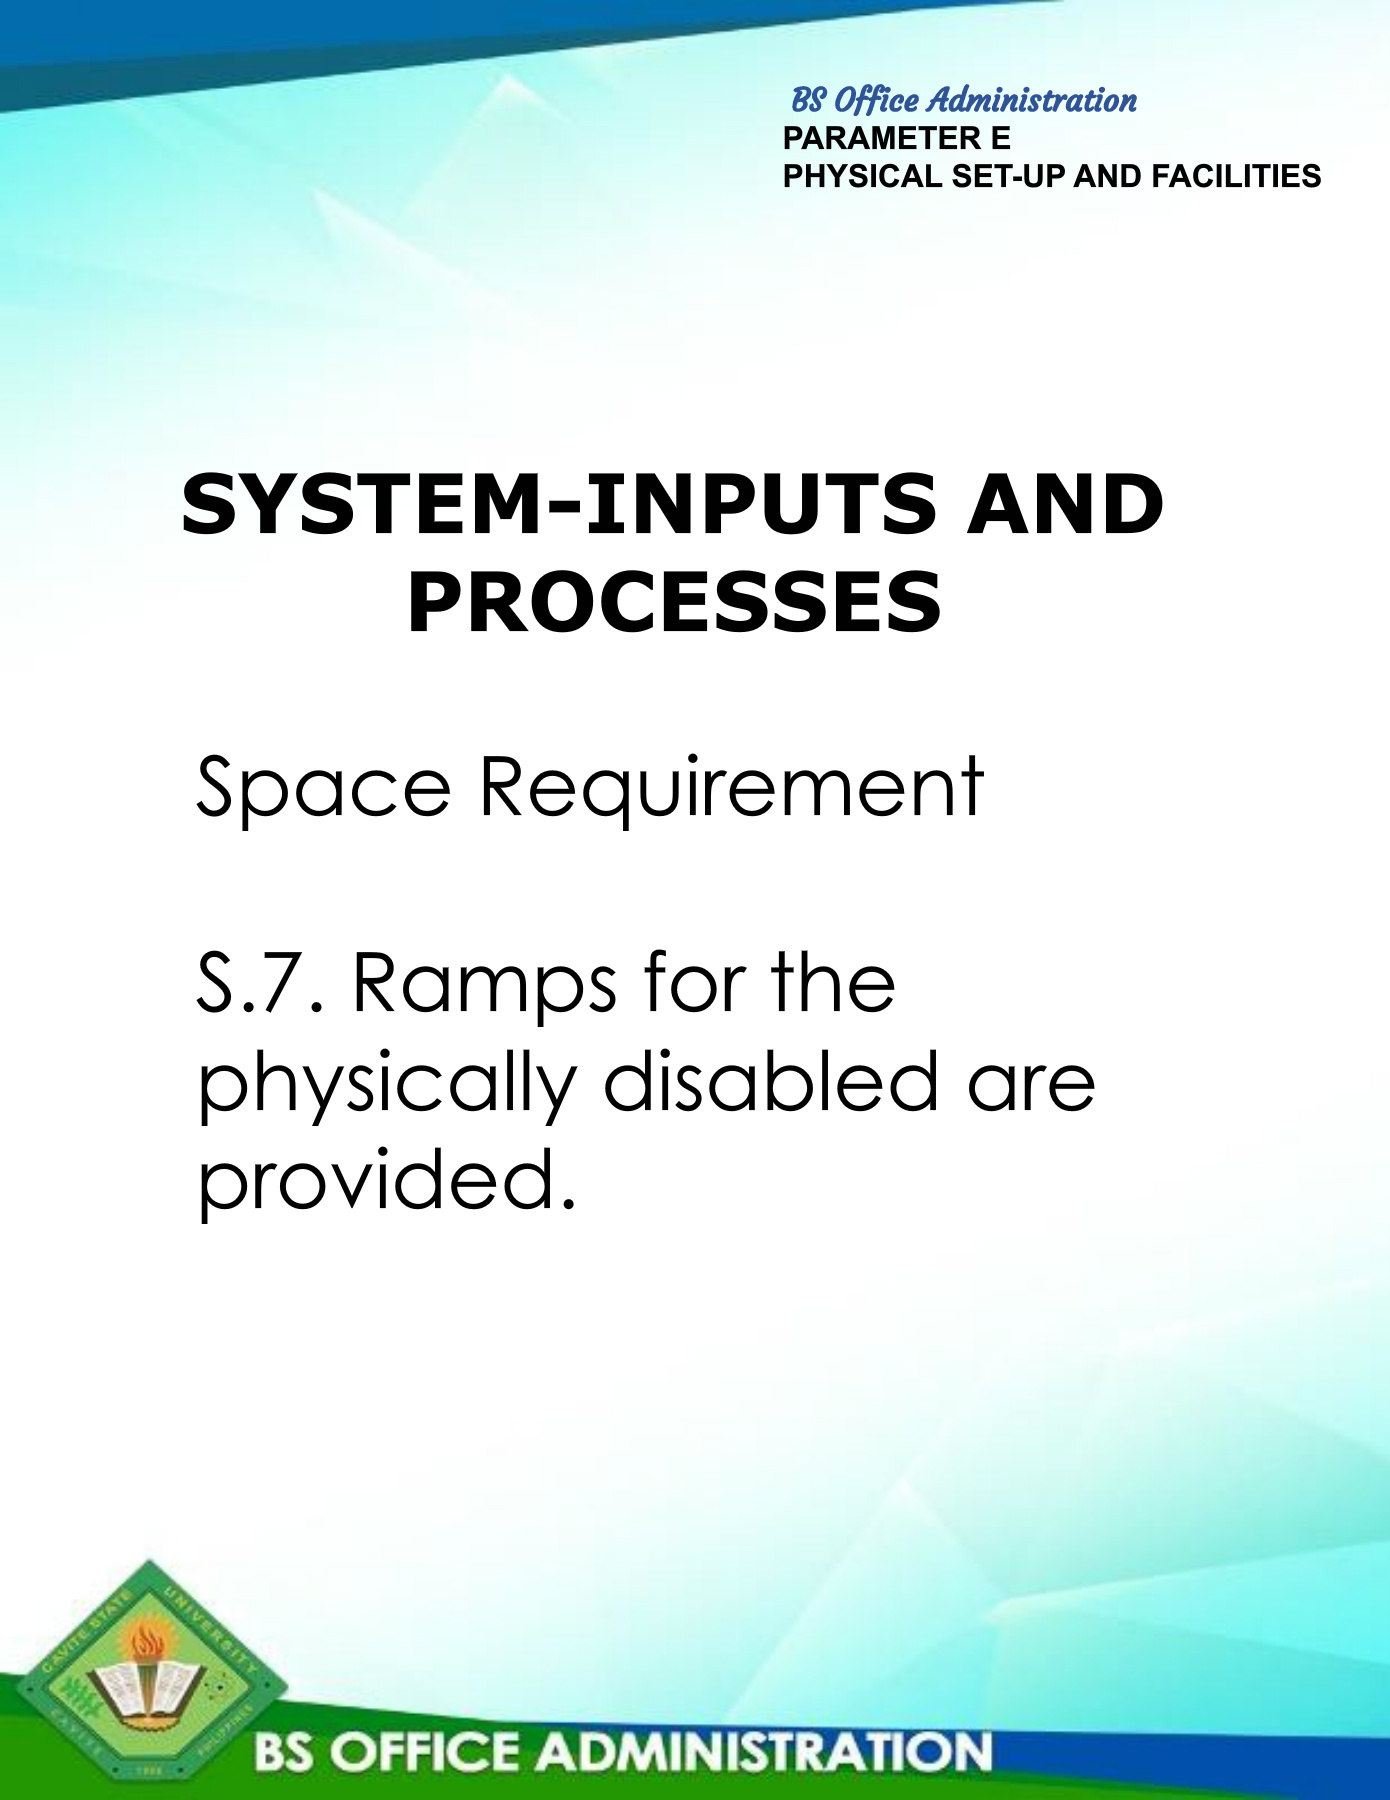 BS Office Administration
PARAMETER E
PHYSICAL SET-UP AND FACILITIES
SYSTEM-INPUTS AND
PROCESSES
Space Requirement
S.7. Ramps for the
physically disabled are
provided.
CAVITE STATE
UNIVERSITY
CAVITE
PHILIPPINES
BS OFFICE ADMINISTRATION